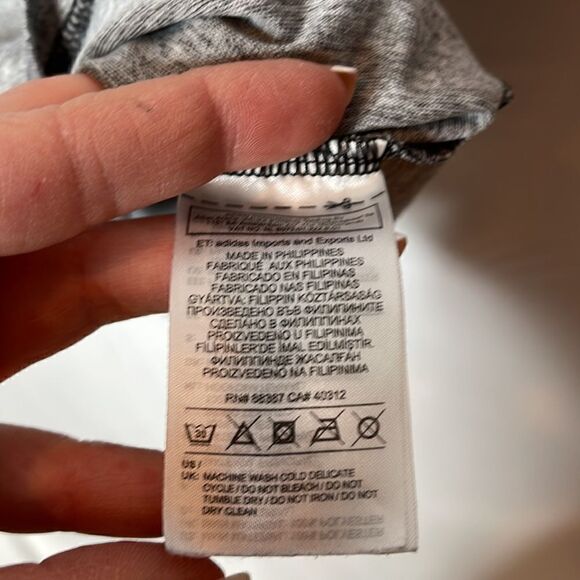 ET: adidas Imports and Exports Ltd
MADE IN PHILIPPINES
FABRIQUÉ AUX PHILIPPINES
FABRICADO EN FILIPINAS
FABRICADO NAS FILIPINAS
GYÁRTVA: FILIPPIN KÖZTÁRSASÁG
ПРОИЗВЕДЕНО ВЪВ ФИЛИПИНИТЕ
СДЕЛАНО В ФИЛИППИНАХ
PROIZVEDENO U FILIPINIMA
FİLİPİNLER'DE İMAL EDİLMİŞTİR.
ФИЛИППИНДЕ ЖАСАЛҒАН
PROIZVEDENO NA FILIPINIMA
RN# 88387 CA# 40312
30
US /
UK: MACHINE WASH COLD DELICATE
CYCLE / DO NOT BLEACH / DO NOT
TUMBLE DRY / DO NOT IRON / DO NOT
DRY CLEAN